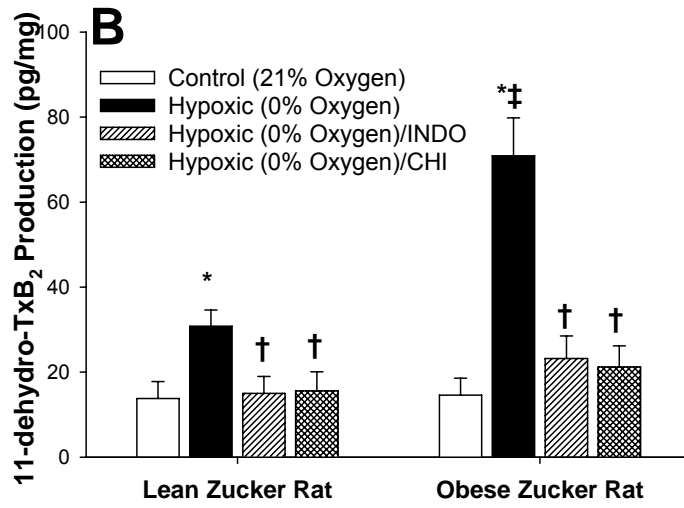 B
11-dehydro-TxB₂ Production (pg/mg)
100
80
60
40
20
0
Control (21% Oxygen)
Hypoxic (0% Oxygen)
Hypoxic (0% Oxygen)/INDO
Hypoxic (0% Oxygen)/CHI
*
†
†
*‡
†
†
Lean Zucker Rat
Obese Zucker Rat